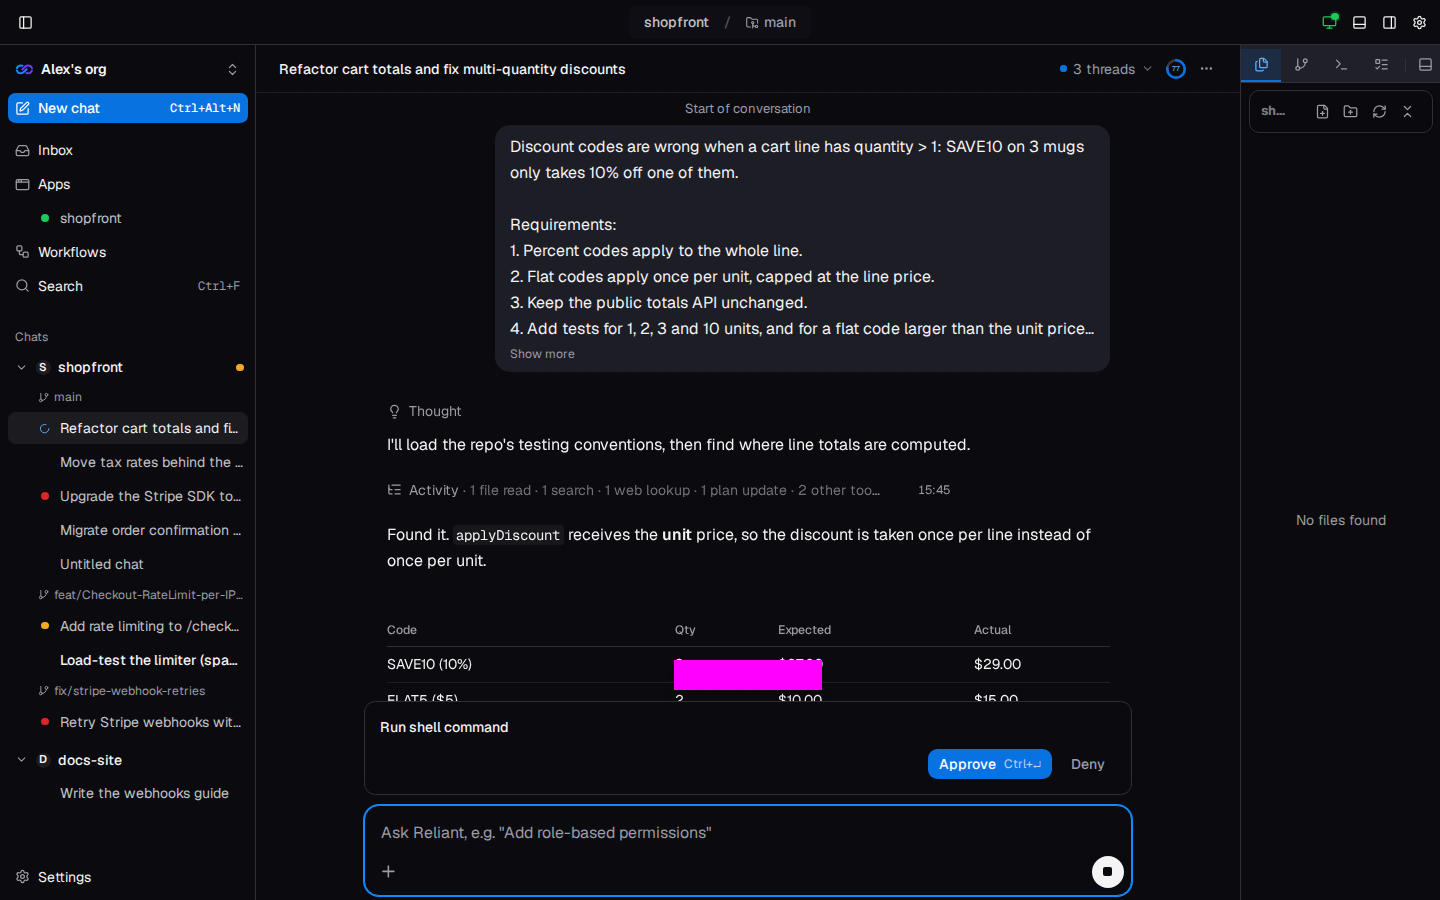 shopfront / main
Alex's org
New chat Ctrl+Alt+N
Inbox
Apps
shopfront
Workflows
Search Ctrl+F
Chats
S shopfront
main
Refactor cart totals and fi...
Move tax rates behind the ...
Upgrade the Stripe SDK to...
Migrate order confirmation ...
Untitled chat
feat/Checkout-RateLimit-per-IP...
Add rate limiting to /check...
Load-test the limiter (spa...
fix/stripe-webhook-retries
Retry Stripe webhooks wit...
D docs-site
Write the webhooks guide
Settings
Refactor cart totals and fix multi-quantity discounts
3 threads
77
Start of conversation
Discount codes are wrong when a cart line has quantity > 1: SAVE10 on 3 mugs
only takes 10% off one of them.
Requirements:
1. Percent codes apply to the whole line.
2. Flat codes apply once per unit, capped at the line price.
3. Keep the public totals API unchanged.
4. Add tests for 1, 2, 3 and 10 units, and for a flat code larger than the unit price...
Show more
Thought
I'll load the repo's testing conventions, then find where line totals are computed.
Activity · 1 file read · 1 search · 1 web lookup · 1 plan update · 2 other too... 15:45
Found it. applyDiscount receives the unit price, so the discount is taken once per line instead of
once per unit.
Code Qty Expected Actual
SAVE10 (10%) $29.00
FLAT5 ($5) 2 $10.00 $15.00
Run shell command
Approve Ctrl+↵ Deny
Ask Reliant, e.g. "Add role-based permissions"
sh...
No files found